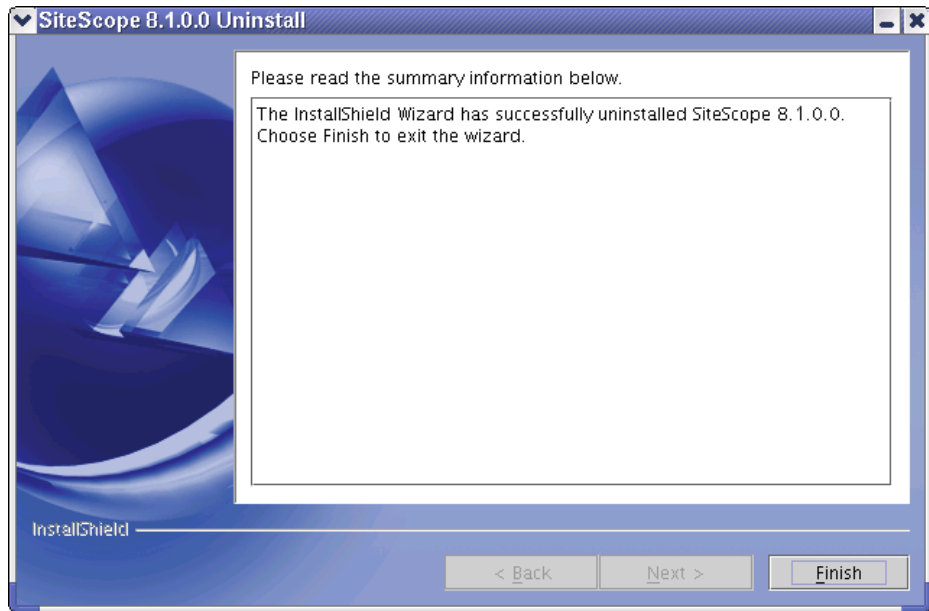 SiteScope 8.1.0.0 Uninstall
Please read the summary information below.
The InstallShield Wizard has successfully uninstalled SiteScope 8.1.0.0.
Choose Finish to exit the wizard.
InstallShield
< Back
Next >
Finish